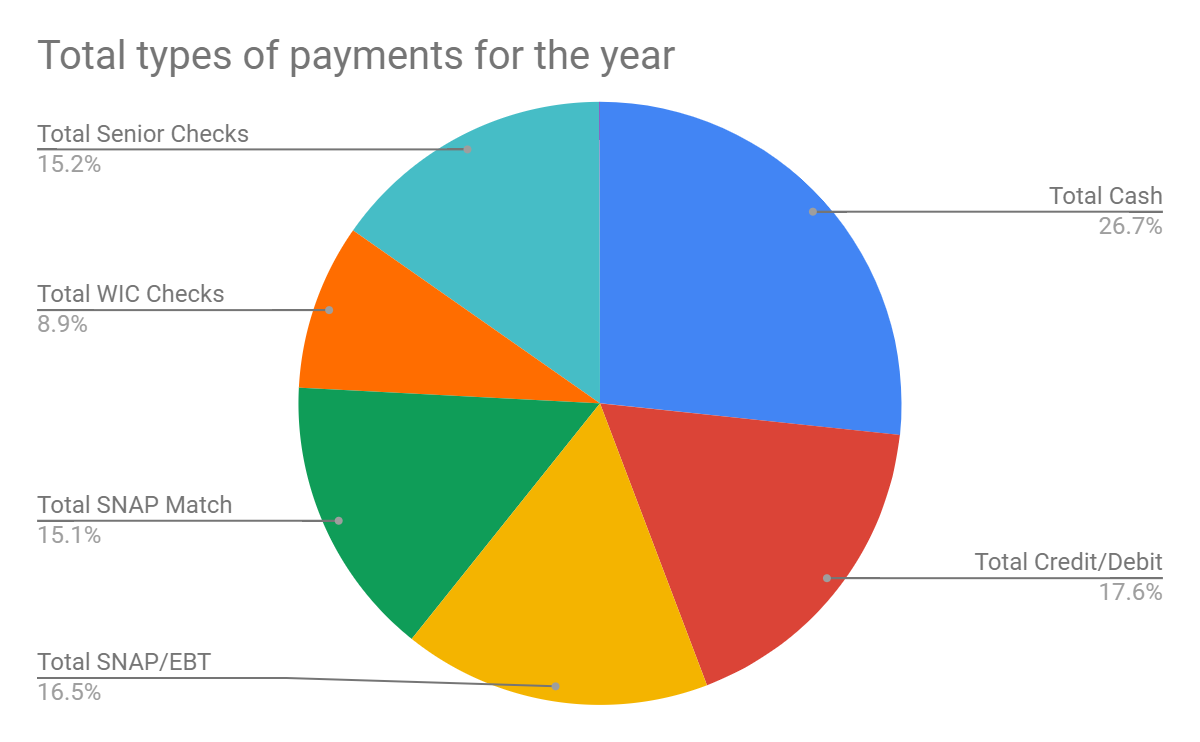 Total types of payments for the year
Total Senior Checks
15.2%
Total Cash
26.7%
Total WIC Checks
8.9%
Total SNAP Match
15.1%
Total Credit/Debit
17.6%
Total SNAP/EBT
16.5%